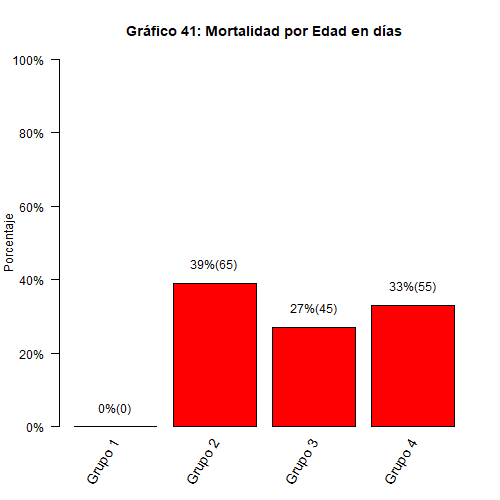 Gráfico 41: Mortalidad por Edad en días
Porcentaje
100%
80%
60%
40%
20%
0%
0%(0)
39%(65)
27%(45)
33%(55)
Grupo 1
Grupo 2
Grupo 3
Grupo 4